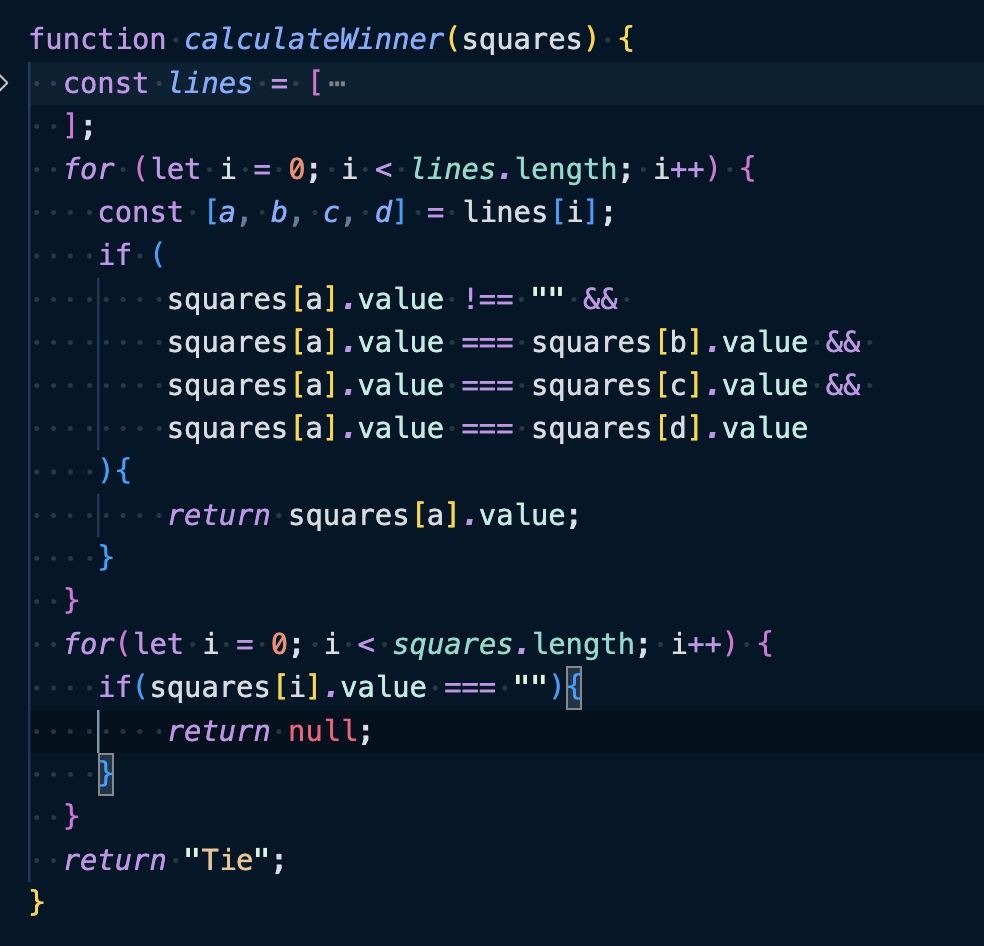 function calculateWinner(squares) {
  const lines = [⋯
  ];
  for (let i = 0; i < lines.length; i++) {
    const [a, b, c, d] = lines[i];
    if (
        squares[a].value !== "" &&
        squares[a].value === squares[b].value &&
        squares[a].value === squares[c].value &&
        squares[a].value === squares[d].value
    ){
        return squares[a].value;
    }
  }
  for(let i = 0; i < squares.length; i++) {
    if(squares[i].value === ""){
        return null;
    }
  }
  return "Tie";
}